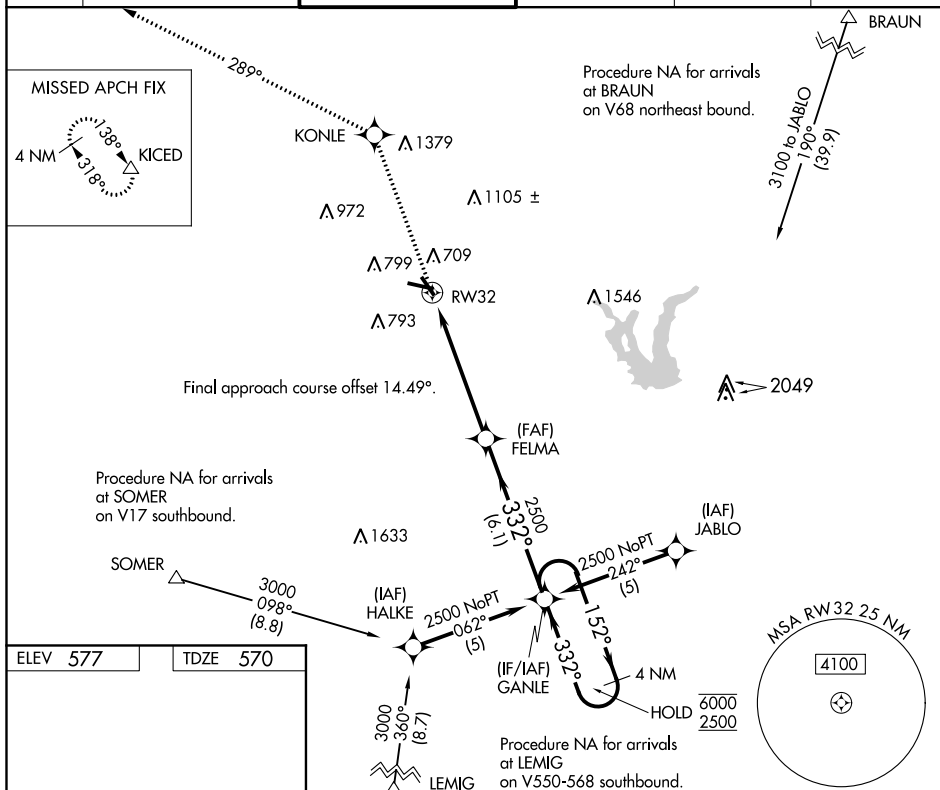 BRAUN
289°
Procedure NA for arrivals
at BRAUN
on V68 northeast bound.
3100 to JABLO
190°
(39.9)
MISSED APCH FIX
138°
4 NM
KICED
318°
KONLE
1379
1105 ±
972
799
709
RW32
1546
793
Final approach course offset 14.49°.
2049
(FAF)
FELMA
Procedure NA for arrivals
at SOMER
on V17 southbound.
2500
332°
(6.1)
(IAF)
JABLO
1633
2500 NoPT
242°
(5)
SOMER
3000
098°
(8.8)
(IAF)
HALKE
2500 NoPT
062°
(5)
152°
332°
MSA RW32 25 NM
4100
ELEV 577
TDZE 570
(IF/IAF)
GANLE
4 NM
HOLD
6000
2500
3000
360°
(8.7)
Procedure NA for arrivals
at LEMIG
on V550-568 southbound.
LEMIG